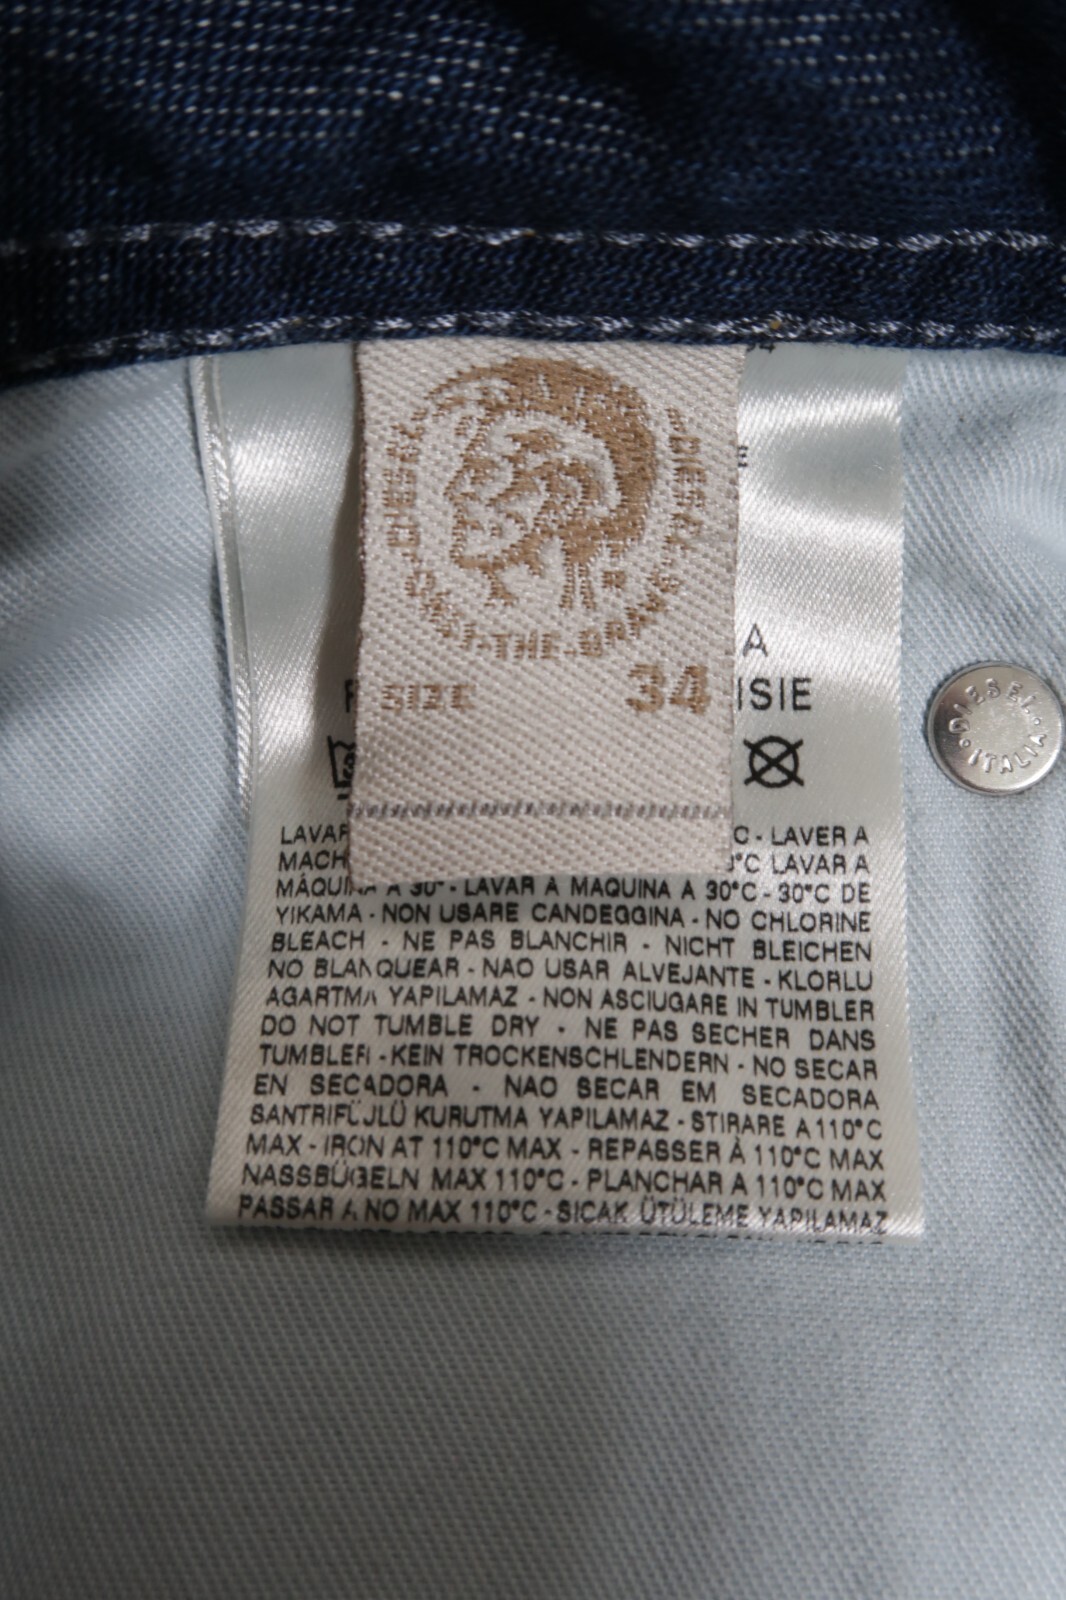 DIESEL
ONLY-THE-BRAVE
DIESEL
SIZE 34
A
ISIE
DIESEL
ITALIA
C - LAVER A
°C LAVAR A
MÁQUINA A 30° - LAVAR A MAQUINA A 30°C - 30°C DE
YIKAMA - NON USARE CANDEGGINA - NO CHLORINE
BLEACH - NE PAS BLANCHIR - NICHT BLEICHEN
NO BLANQUEAR - NAO USAR ALVEJANTE - KLORLU
AGARTMA YAPILAMAZ - NON ASCIUGARE IN TUMBLER
DO NOT TUMBLE DRY - NE PAS SECHER DANS
TUMBLER - KEIN TROCKENSCHLENDERN - NO SECAR
EN SECADORA - NAO SECAR EM SECADORA
SANTRIFÜJLÜ KURUTMA YAPILAMAZ - STIRARE A 110°C
MAX - IRON AT 110°C MAX - REPASSER À 110°C MAX
NASSBÜGELN MAX 110°C - PLANCHAR A 110°C MAX
PASSAR A NO MAX 110°C - SICAK ÜTÜLEME YAPILAMAZ